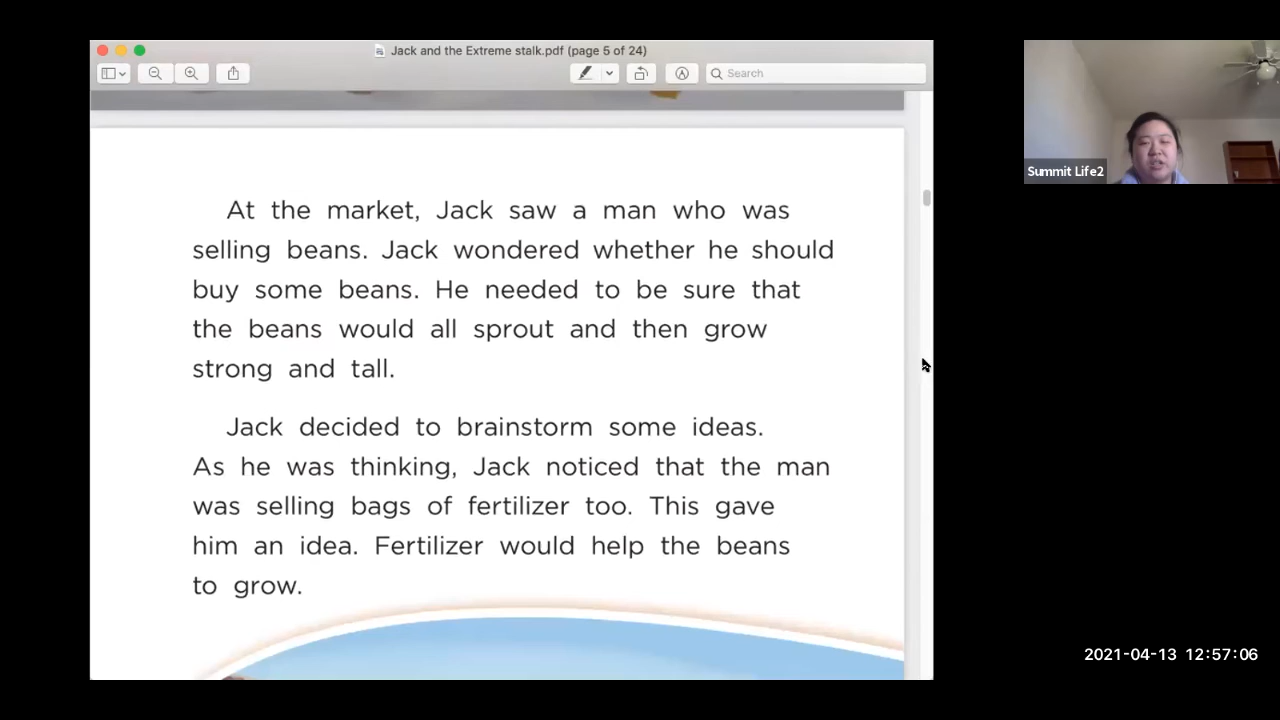 Jack and the Extreme stalk.pdf (page 5 of 24)
Search
At the market, Jack saw a man who was
selling beans. Jack wondered whether he should
buy some beans. He needed to be sure that
the beans would all sprout and then grow
strong and tall.
Jack decided to brainstorm some ideas.
As he was thinking, Jack noticed that the man
was selling bags of fertilizer too. This gave
him an idea. Fertilizer would help the beans
to grow.
Summit Life2
2021-04-13 12:57:06